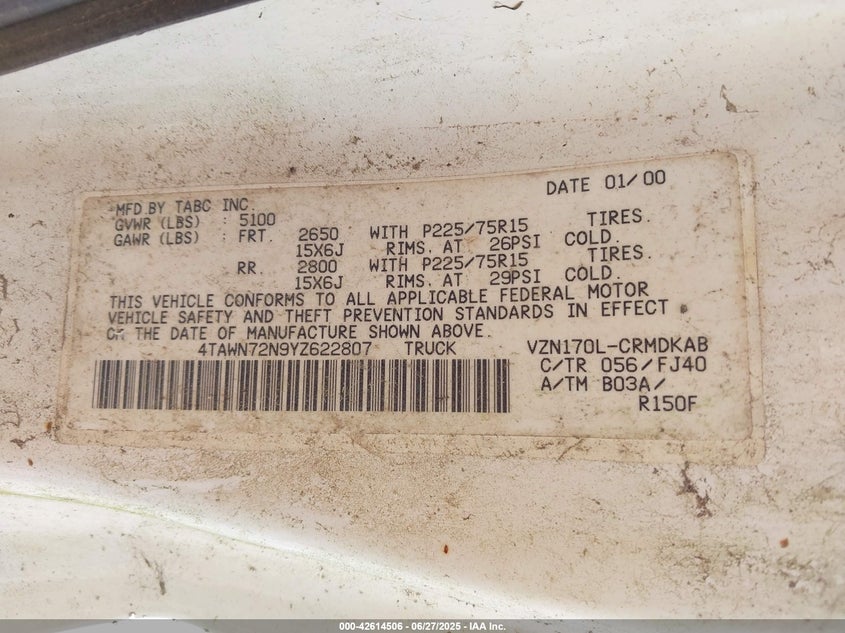 DATE 01/00
MFD BY TABC INC.
GVWR (LBS) : 5100
GAWR (LBS) : FRT. 2650 WITH P225/75R15 TIRES.
15X6J RIMS. AT 26PSI COLD.
RR. 2800 WITH P225/75R15 TIRES.
15X6J RIMS. AT 29PSI COLD.
THIS VEHICLE CONFORMS TO ALL APPLICABLE FEDERAL MOTOR
VEHICLE SAFETY AND THEFT PREVENTION STANDARDS IN EFFECT
ON THE DATE OF MANUFACTURE SHOWN ABOVE.
4TAWN72N9YZ622807 TRUCK VZN170L-CRMDKAB
C/TR 056/FJ40
A/TM B03A/
R150F
000-42614506 - 06/27/2025 - IAA Inc.